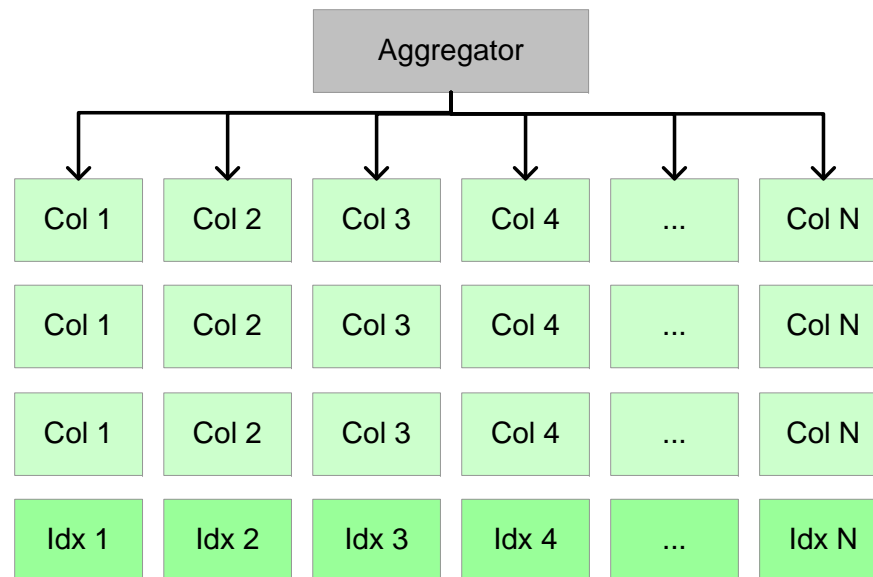 Aggregator
Col 1 Col 2 Col 3 Col 4 ... Col N
Col 1 Col 2 Col 3 Col 4 ... Col N
Col 1 Col 2 Col 3 Col 4 ... Col N
Idx 1 Idx 2 Idx 3 Idx 4 ... Idx N